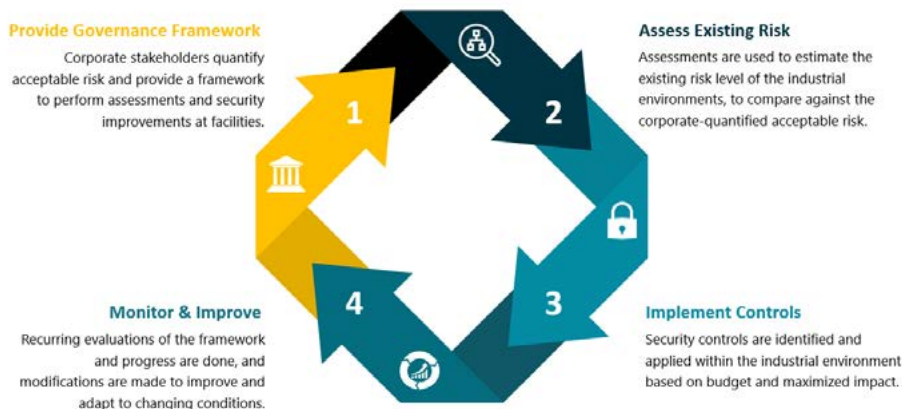 Provide Governance Framework
Corporate stakeholders quantify
acceptable risk and provide a framework
to perform assessments and security
improvements at facilities.
1
2
Assess Existing Risk
Assessments are used to estimate the
existing risk level of the industrial
environments, to compare against the
corporate-quantified acceptable risk.
Monitor & Improve
Recurring evaluations of the framework
and progress are done, and
modifications are made to improve and
adapt to changing conditions.
4
3
Implement Controls
Security controls are identified and
applied within the industrial environment
based on budget and maximized impact.